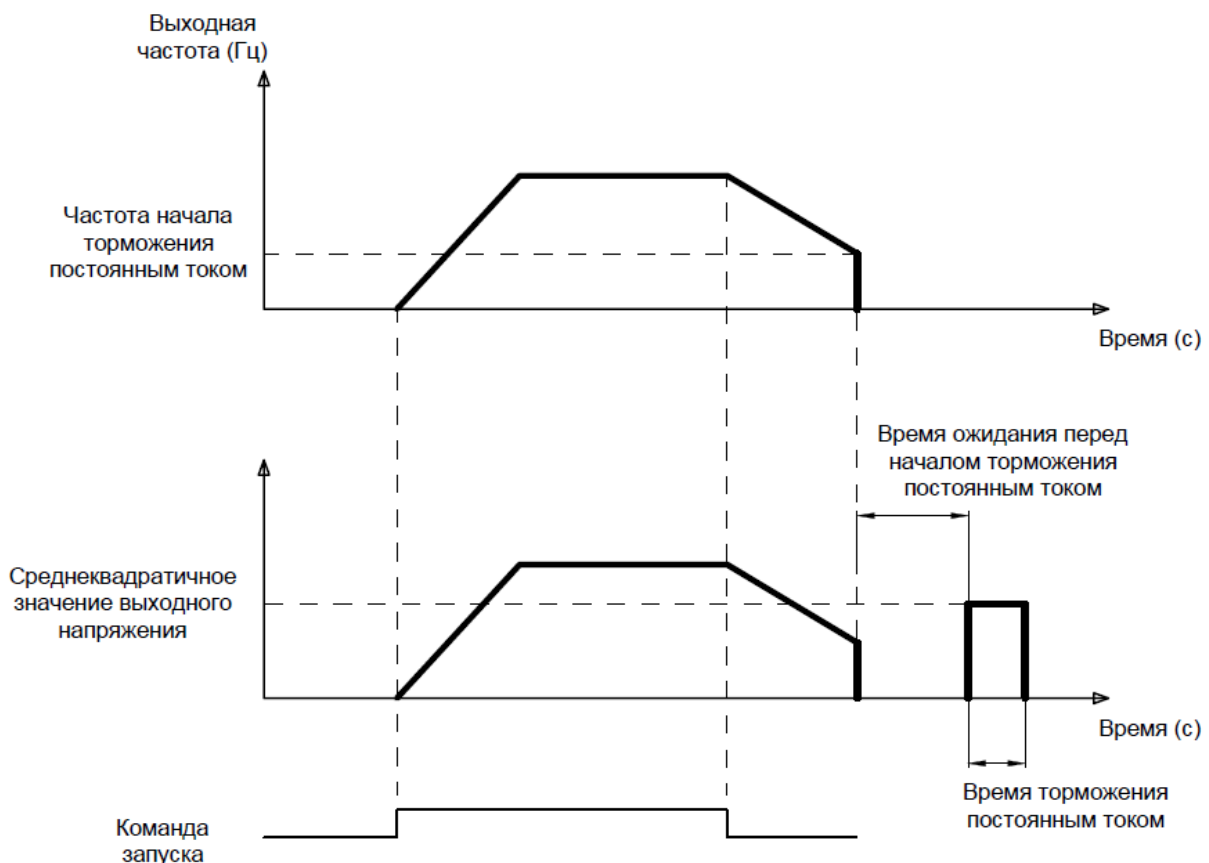 Выходная
частота (Гц)
Частота начала
торможения
постоянным током
Время (с)
Время ожидания перед
началом торможения
постоянным током
Среднеквадратичное
значение выходного
напряжения
Время (с)
Время торможения
постоянным током
Команда
запуска